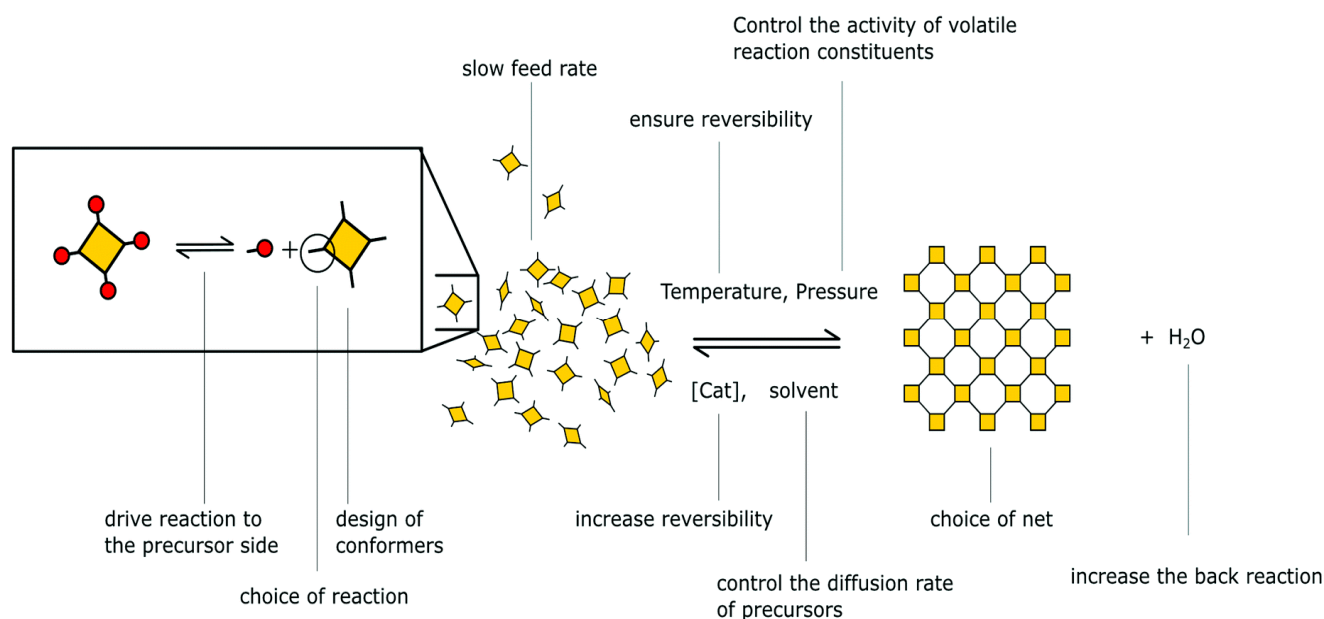 Control the activity of volatile
reaction constituents
slow feed rate
ensure reversibility
+
Temperature, Pressure
+ H₂O
[Cat], solvent
drive reaction to
the precursor side
design of
conformers
increase reversibility
choice of net
choice of reaction
control the diffusion rate
of precursors
increase the back reaction